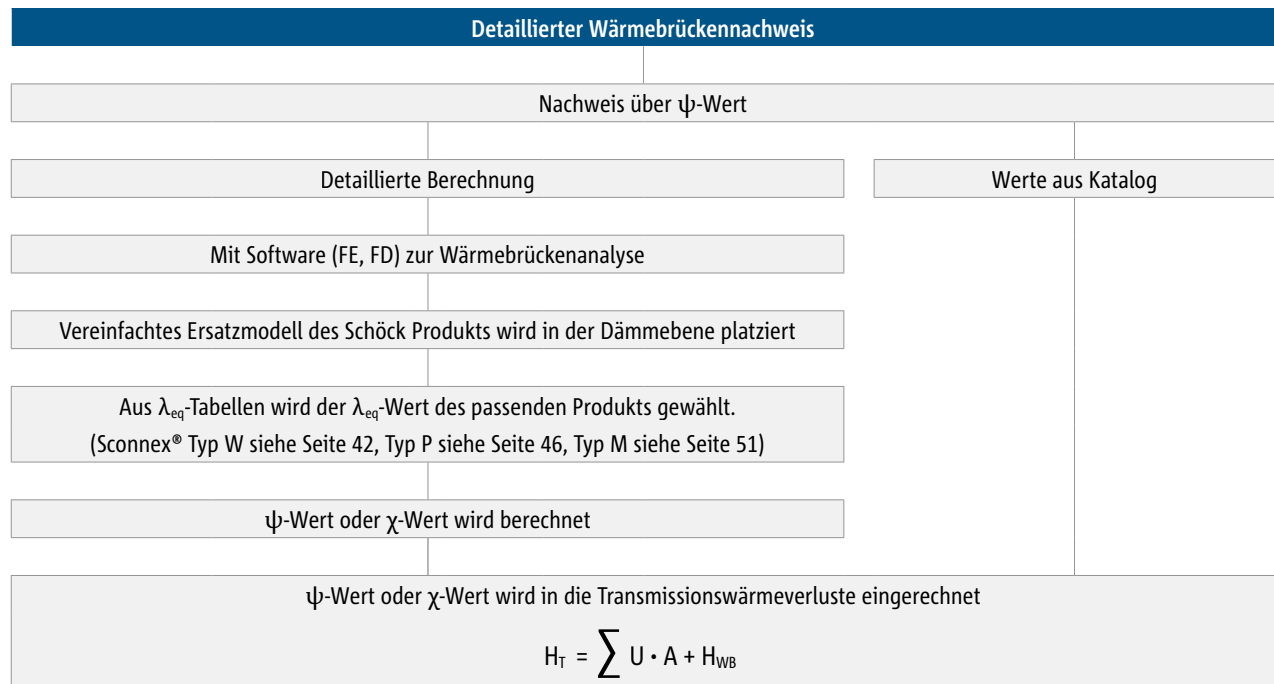 Detaillierter Wärmebrückennachweis
Nachweis über ψ-Wert
Detaillierte Berechnung
Werte aus Katalog
Mit Software (FE, FD) zur Wärmebrückenanalyse
Vereinfachtes Ersatzmodell des Schöck Produkts wird in der Dämmebene platziert
Aus λeq-Tabellen wird der λeq-Wert des passenden Produkts gewählt.
(Sconnex® Typ W siehe Seite 42, Typ P siehe Seite 46, Typ M siehe Seite 51)
ψ-Wert oder χ-Wert wird berechnet
ψ-Wert oder χ-Wert wird in die Transmissionswärmeverluste eingerechnet
HT = ∑ U · A + HWB